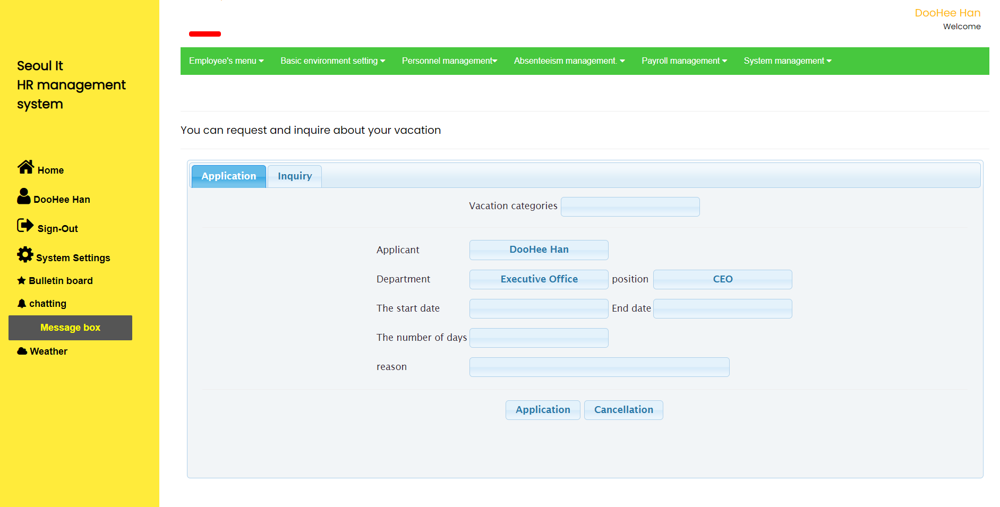 Seoul It
HR management
system
Home
DooHee Han
Sign-Out
System Settings
Bulletin board
chatting
Message box
Weather
DooHee Han
Welcome
Employee's menu Basic environment setting Personnel management Absenteeism management. Payroll management System management
You can request and inquire about your vacation
Application Inquiry
Vacation categories
Applicant DooHee Han
Department Executive Office position CEO
The start date End date
The number of days
reason
Application Cancellation